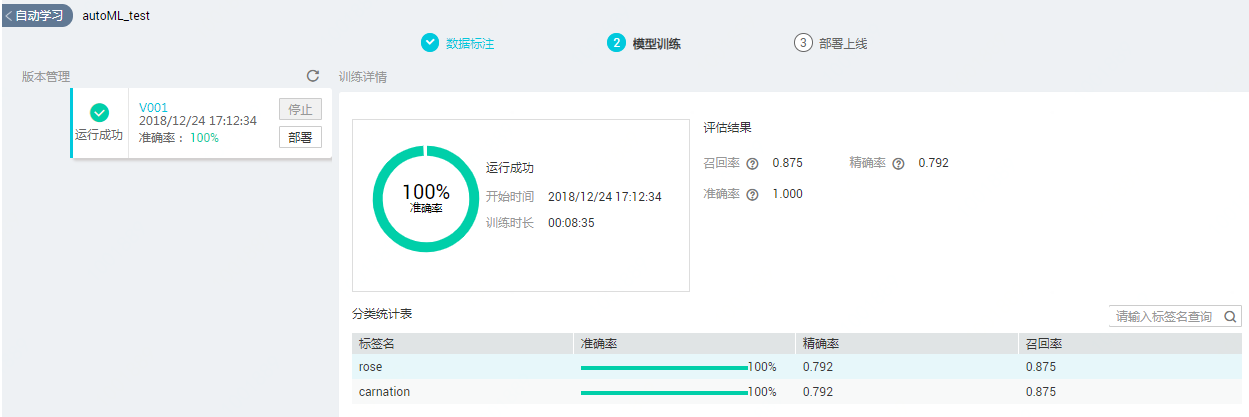 自动学习 autoML_test
数据标注 2 模型训练 3 部署上线
版本管理
V001
2018/12/24 17:12:34
准确率： 100%
运行成功
停止
部署
训练详情
100%
准确率
运行成功
开始时间 2018/12/24 17:12:34
训练时长 00:08:35
评估结果
召回率 ? 0.875 精确率 ? 0.792
准确率 ? 1.000
分类统计表
请输入标签名查询
标签名 准确率 精确率 召回率
rose 100% 0.792 0.875
carnation 100% 0.792 0.875